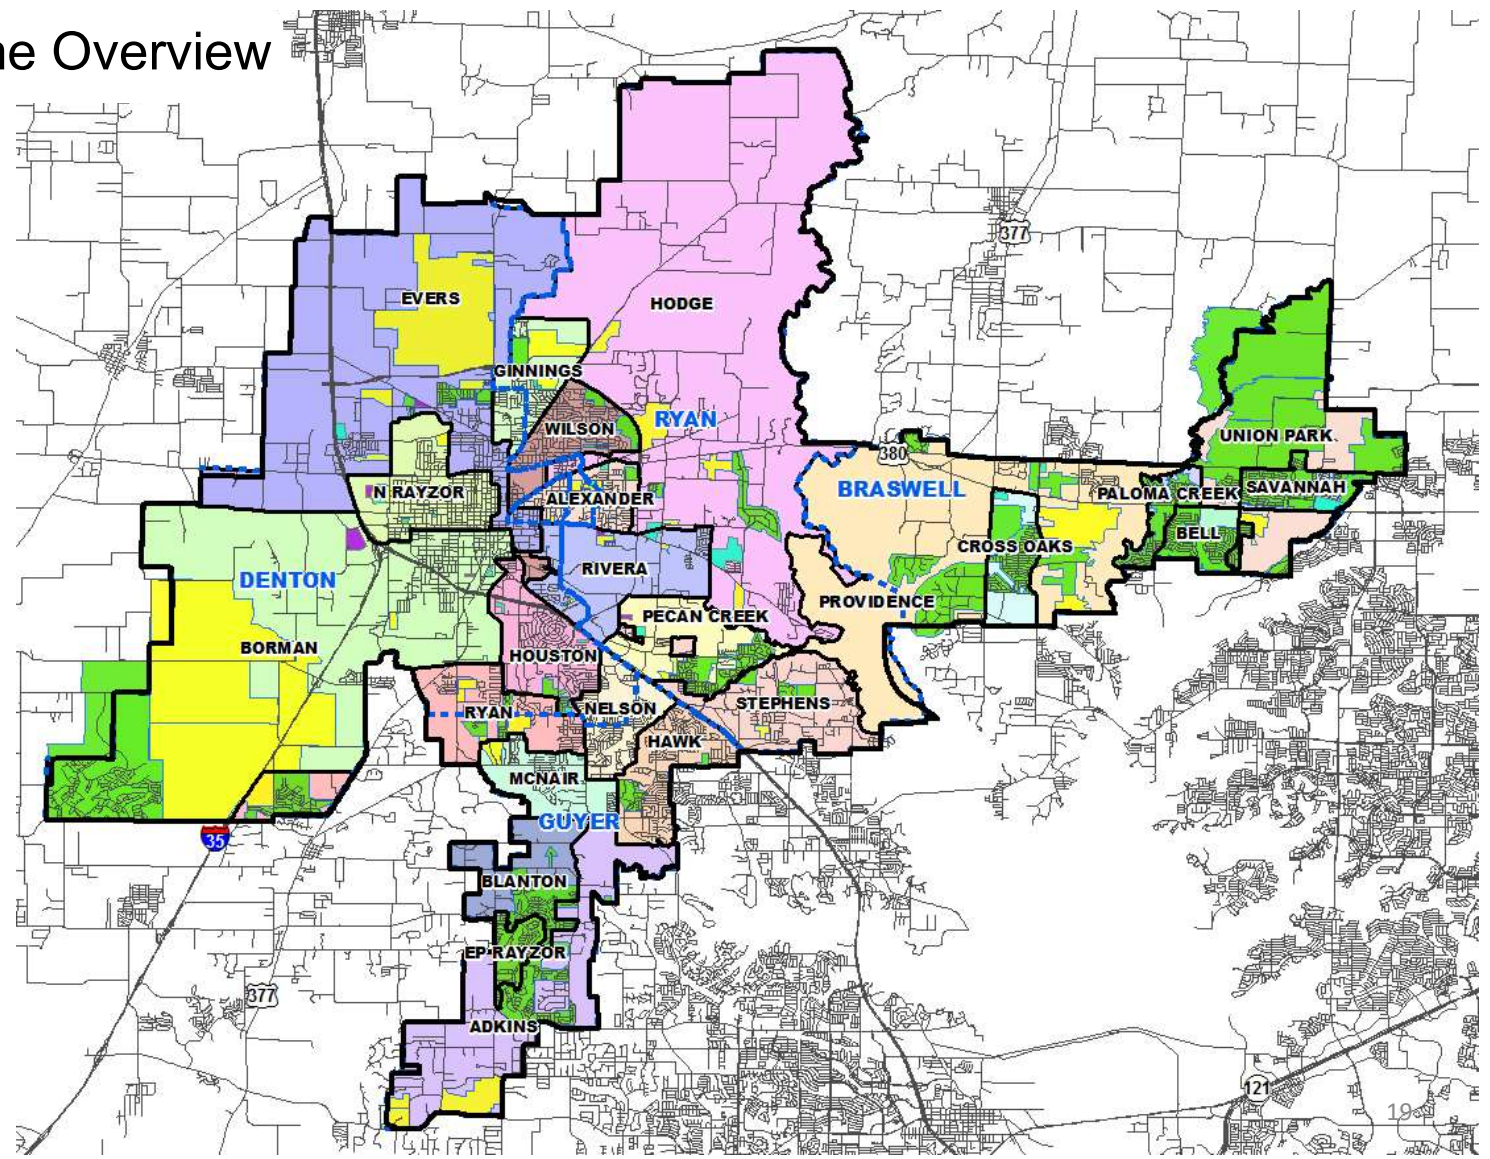 ne Overview
377
EVERS
HODGE
GINNINGS
RYAN
WILSON
UNION PARK
380
BRASWELL
N RAYZOR
ALEXANDER
PALOMA CREEK
SAVANNAH
BELL
CROSS OAKS
DENTON
RIVERA
PROVIDENCE
PECAN CREEK
BORMAN
HOUSTON
STEPHENS
RYAN
NELSON
HAWK
MCNAIR
GUYER
35
BLANTON
EP RAYZOR
377
ADKINS
121
19